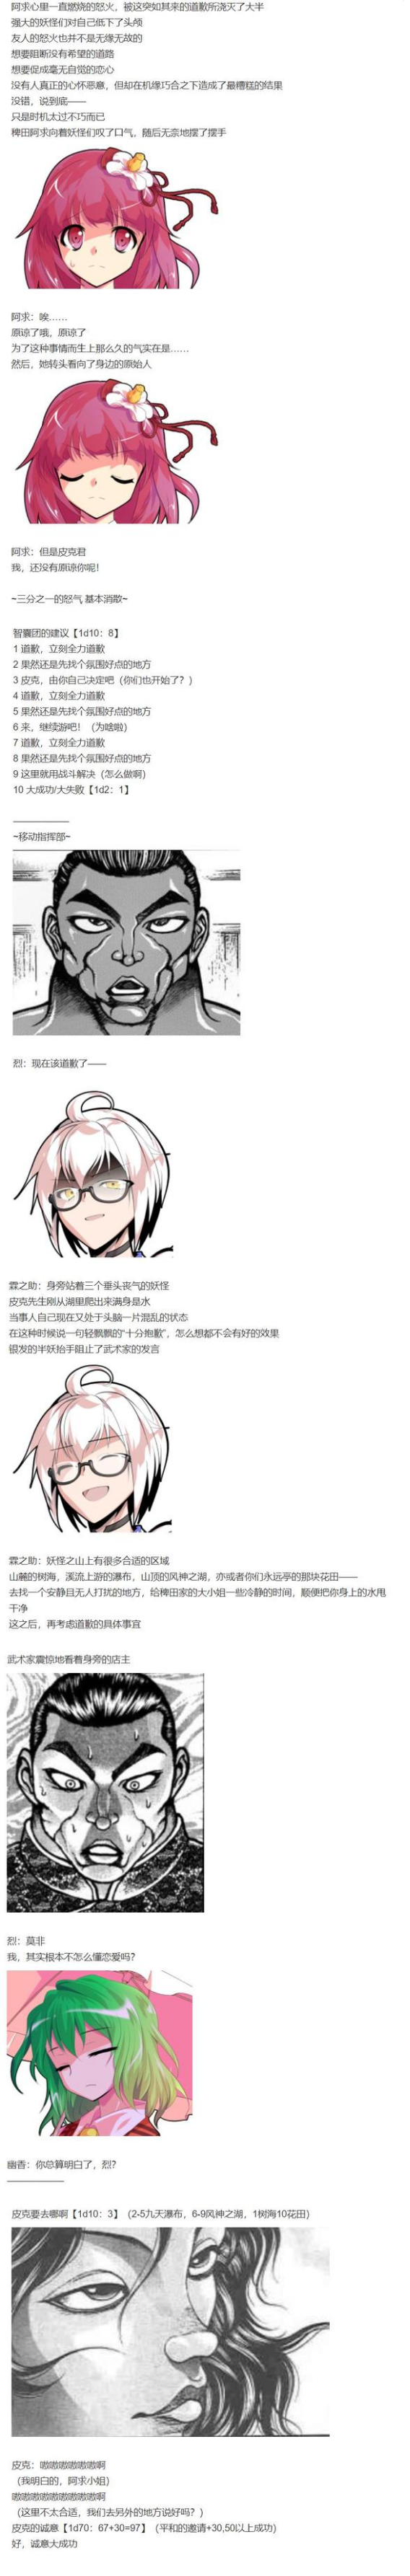 阿求心里一直燃烧的怒火，被这突如其来的道歉所浇灭了大半
强大的妖怪们对自己低下了头颅
友人的怒火也并不是无缘无故的
想要阻断没有希望的道路
想要促成毫无自觉的恋心
没有人真正的心怀恶意，但却在机缘巧合之下造成了最糟糕的结果
没错，说到底——
只是时机太过不巧而已
稗田阿求向着妖怪们叹了口气，随后无奈地摆了摆手
阿求：唉……
原谅了哦，原谅了
为了这种事情而生上那么久的气实在是……
然后，她转头看向了身边的原始人
阿求：但是皮克君
我，还没有原谅你呢！
~三分之一的怒气 基本消散~
智囊团的建议【1d10：8】
1 道歉，立刻全力道歉
2 果然还是先找个氛围好点的地方
3 皮克，由你自己决定吧（你们也开始了？）
4 道歉，立刻全力道歉
5 果然还是先找个氛围好点的地方
6 来，继续游吧！（为啥啦）
7 道歉，立刻全力道歉
8 果然还是先找个氛围好点的地方
9 这里就用战斗解决（怎么做啊）
10 大成功/大失败【1d2：1】
——————
~移动指挥部~
烈：现在该道歉了——
霖之助：身旁站着三个垂头丧气的妖怪
皮克先生刚从湖里爬出来满身是水
当事人自己现在又处于头脑一片混乱的状态
在这种时候说一句轻飘飘的“十分抱歉”，怎么想都不会有好的效果
银发的半妖抬手阻止了武术家的发言
霖之助：妖怪之山上有很多合适的区域
山麓的树海，溪流上游的瀑布，山顶的风神之湖，亦或者你们永远亭的那块花田——
去找一个安静且无人打扰的地方，给稗田家的大小姐一些冷静的时间，顺便把你身上的水甩
干净
这之后，再考虑道歉的具体事宜
武术家震惊地看着身旁的店主
烈：莫非
我，其实根本不怎么懂恋爱吗？
幽香：你总算明白了，烈？
——————
皮克要去哪啊【1d10：3】（2-5九天瀑布，6-9风神之湖，1树海10花田）
皮克：嗷嗷嗷嗷嗷嗷啊
（我明白的，阿求小姐）
嗷嗷嗷嗷嗷嗷嗷嗷啊
（这里不太合适，我们去另外的地方说好吗？）
皮克的诚意【1d70：67+30=97】（平和的邀请+30,50以上成功）
好，诚意大成功